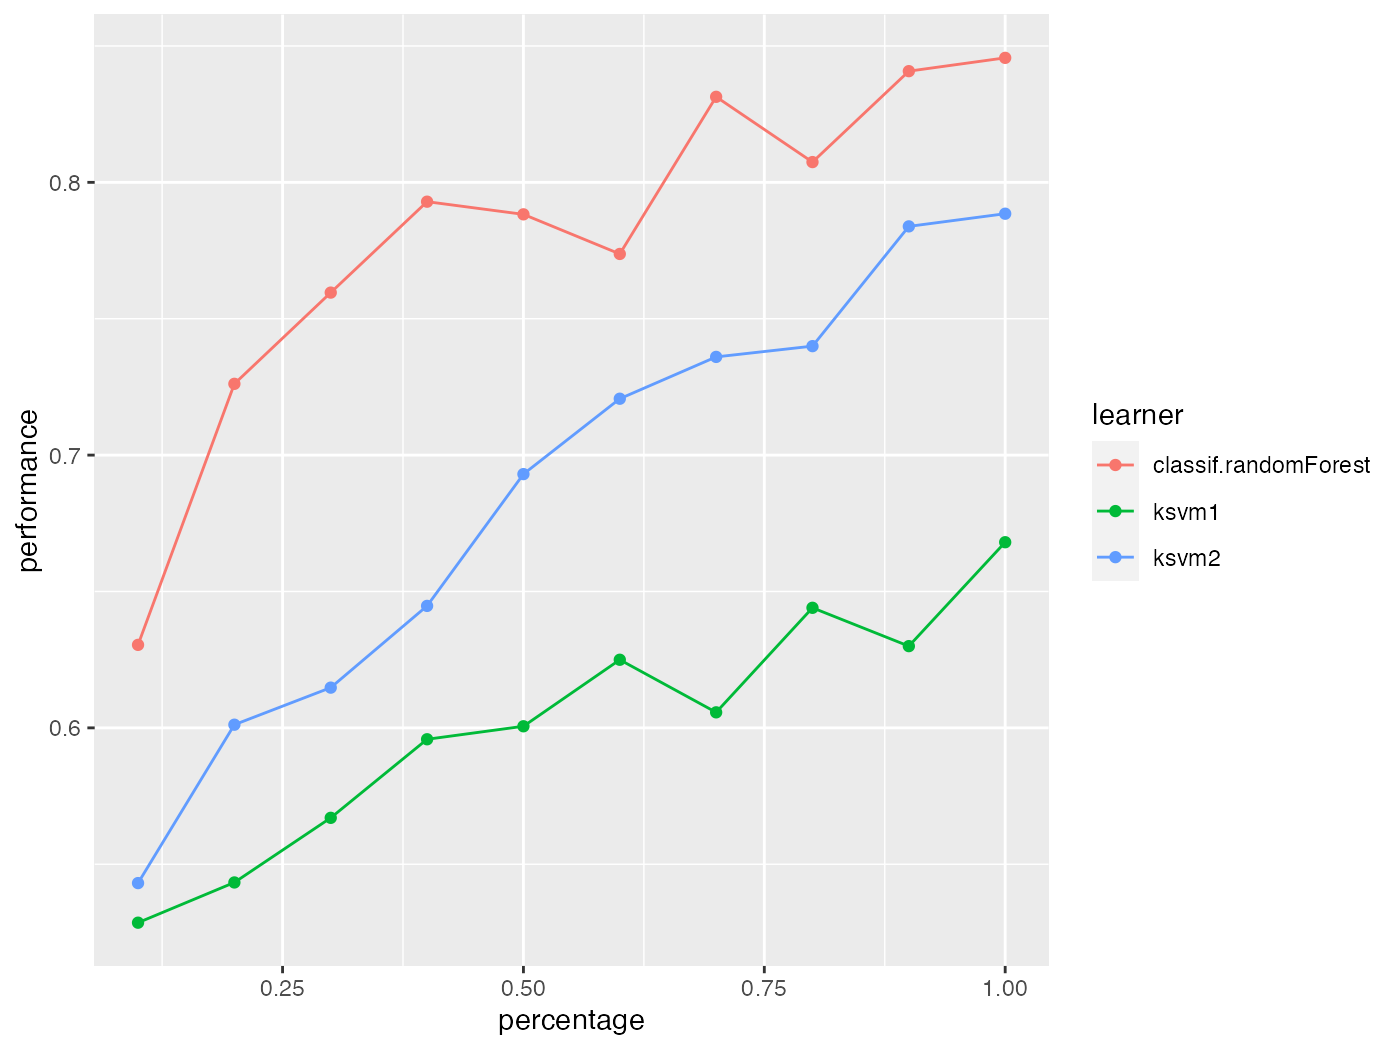 0.8
0.7
0.6
performance
0.25 0.50 0.75 1.00
percentage
learner
classif.randomForest
ksvm1
ksvm2